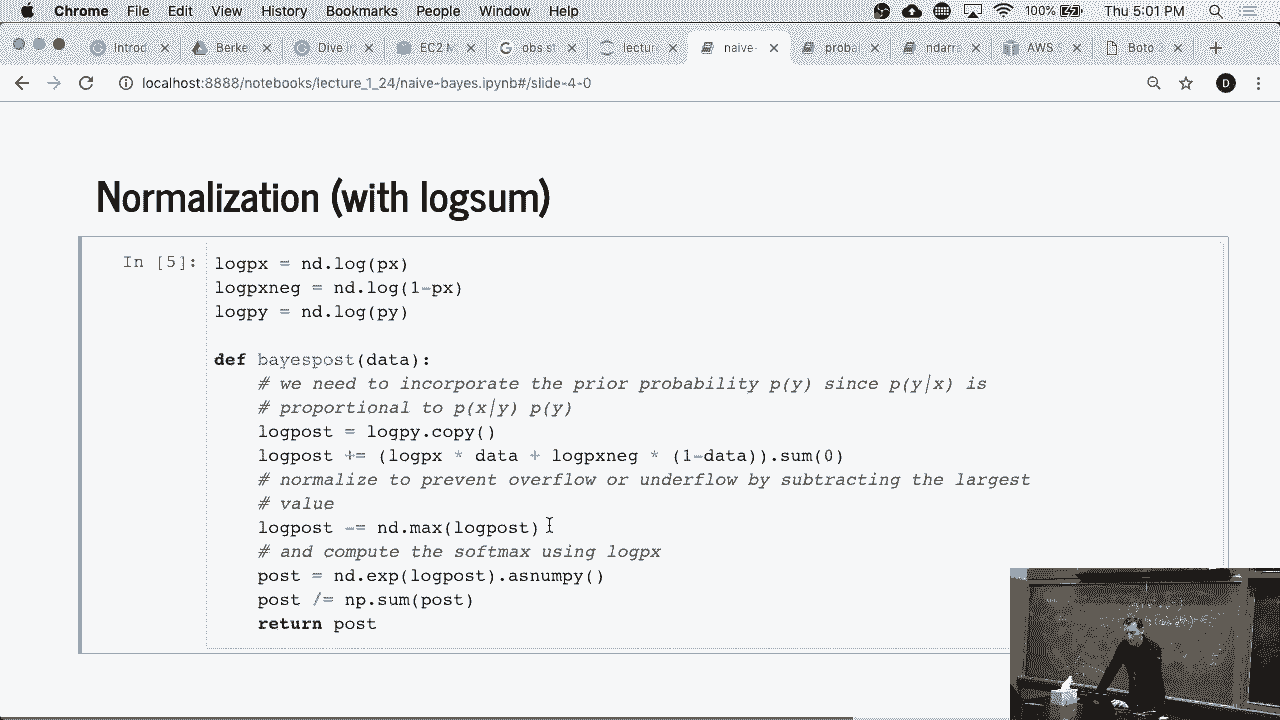 Chrome File Edit View History Bookmarks People Window Help 100% Thu 5:01 PM
Introd Berk Dive i EC2 M obs st lectur naive- proba ndarr AWS Boto
localhost:8888/notebooks/lecture_1_24/naive-bayes.ipynb#/slide-4-0 D
Normalization (with logsum)
In [5]:
logpx = nd.log(px)
logpxneg = nd.log(1-px)
logpy = nd.log(py)
def bayespost(data):
# we need to incorporate the prior probability p(y) since p(y|x) is
# proportional to p(x|y) p(y)
logpost = logpy.copy()
logpost += (logpx * data + logpxneg * (1-data)).sum(0)
# normalize to prevent overflow or underflow by subtracting the largest
# value
logpost -= nd.max(logpost)
# and compute the softmax using logpx
post = nd.exp(logpost).asnumpy()
post /= np.sum(post)
return post